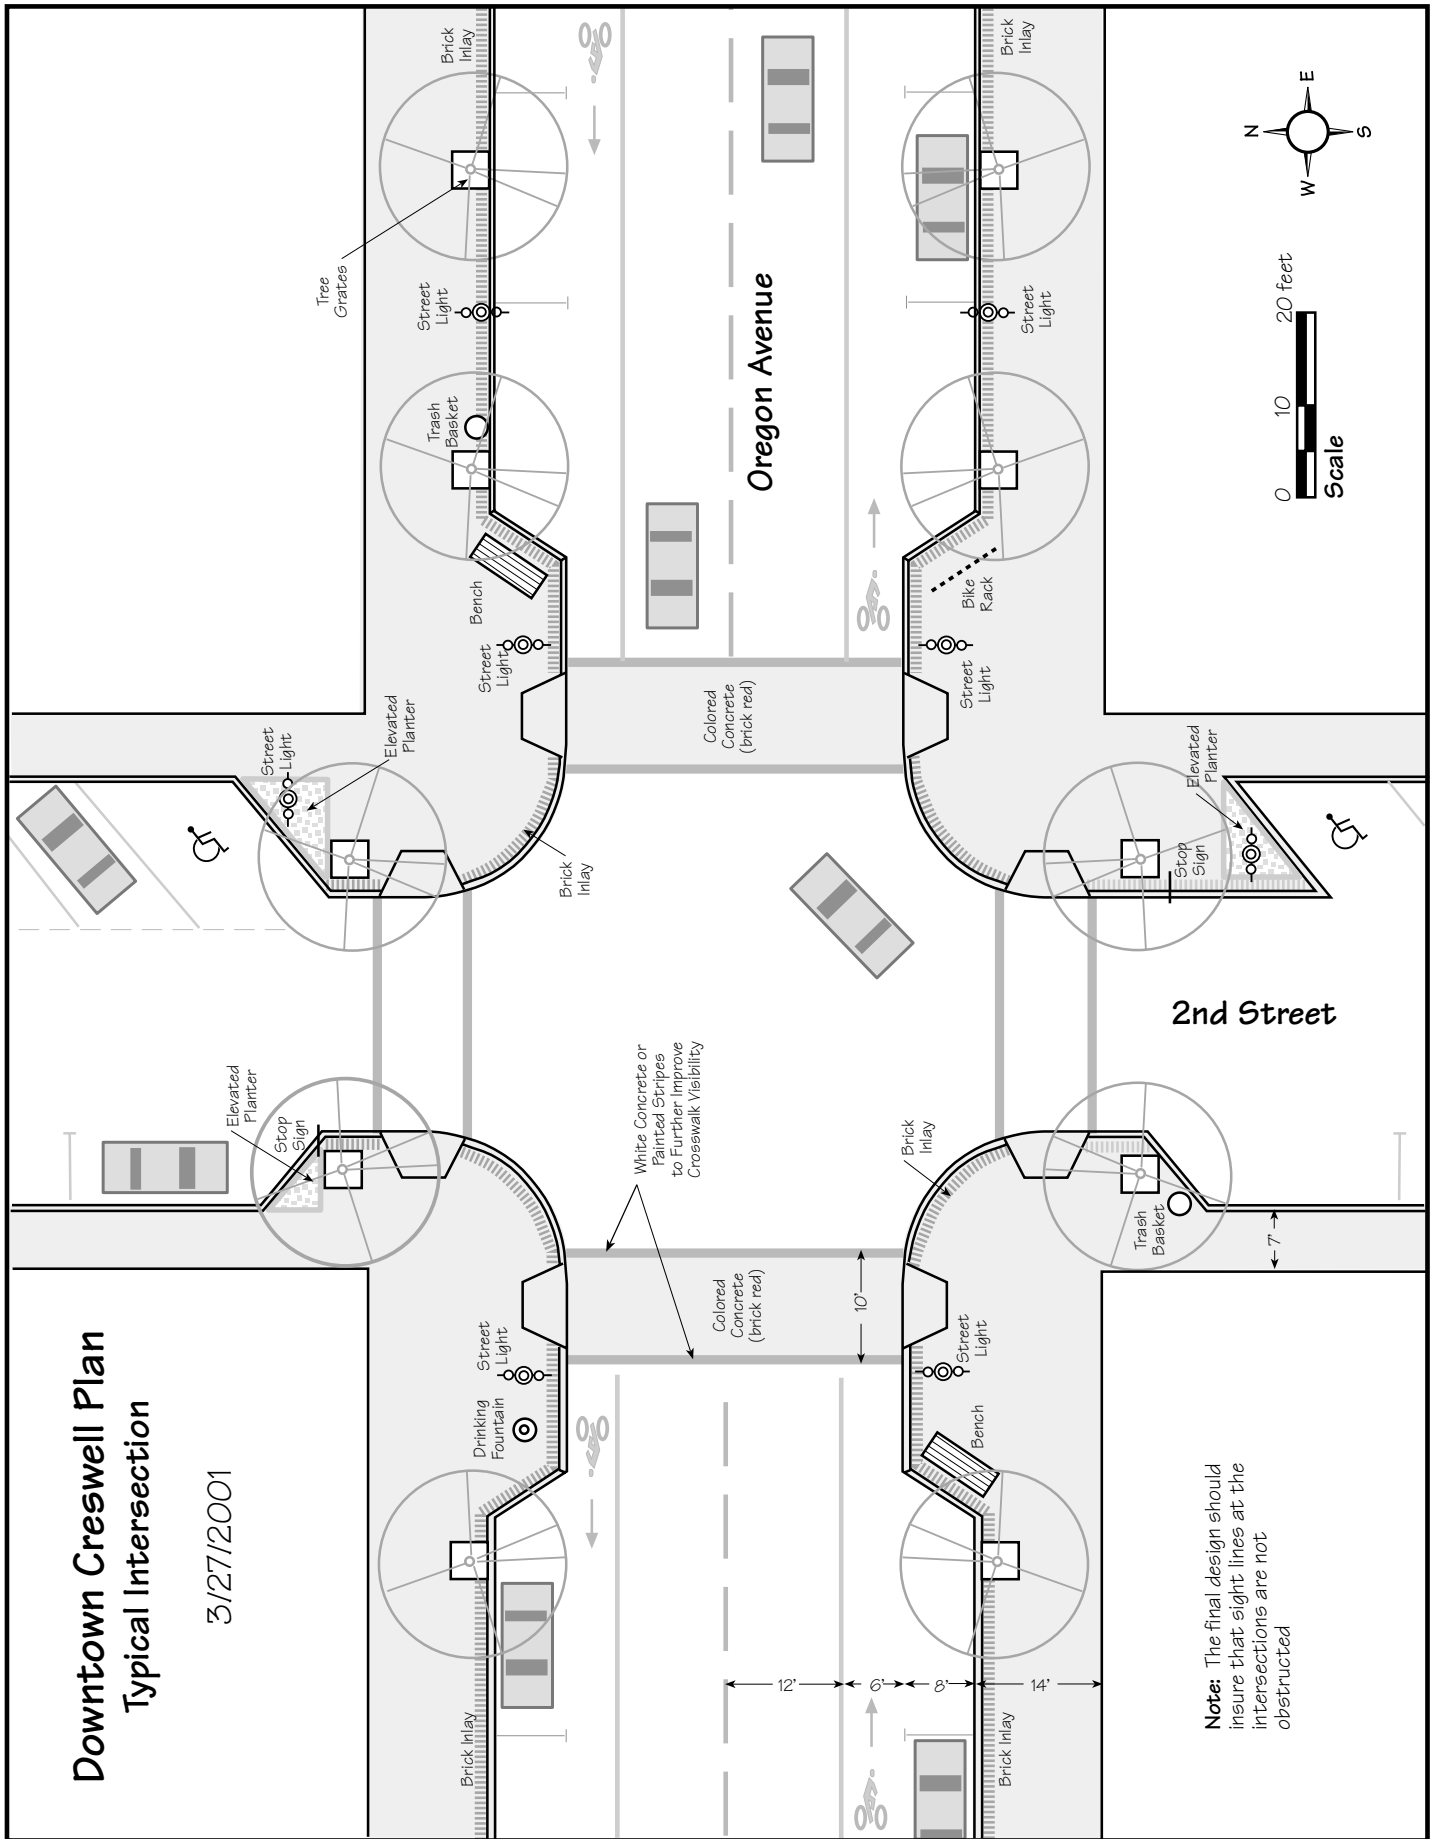 Downtown Creswell Plan
Typical Intersection
3/27/2001
Brick
Inlay
Brick
Inlay
N
E
S
W
Tree
Grates
Street
Light
Street
Light
Oregon Avenue
0
10
20 feet
Scale
Trash
Basket
Bench
Bike
Rack
Street
Light
Street
Light
Colored
Concrete
(brick red)
Street
Light
Elevated
Planter
Elevated
Planter
Brick
Inlay
Stop
Sign
2nd Street
White Concrete or
Painted Stripes
to Further Improve
Crosswalk Visibility
Elevated
Planter
Stop
Sign
Brick
Inlay
Trash
Basket
7'
Colored
Concrete
(brick red)
10'
Street
Light
Street
Light
Drinking
Fountain
Bench
12'
6'
8'
14'
Brick Inlay
Brick Inlay
Note: The final design should
insure that sight lines at the
intersections are not
obstructed